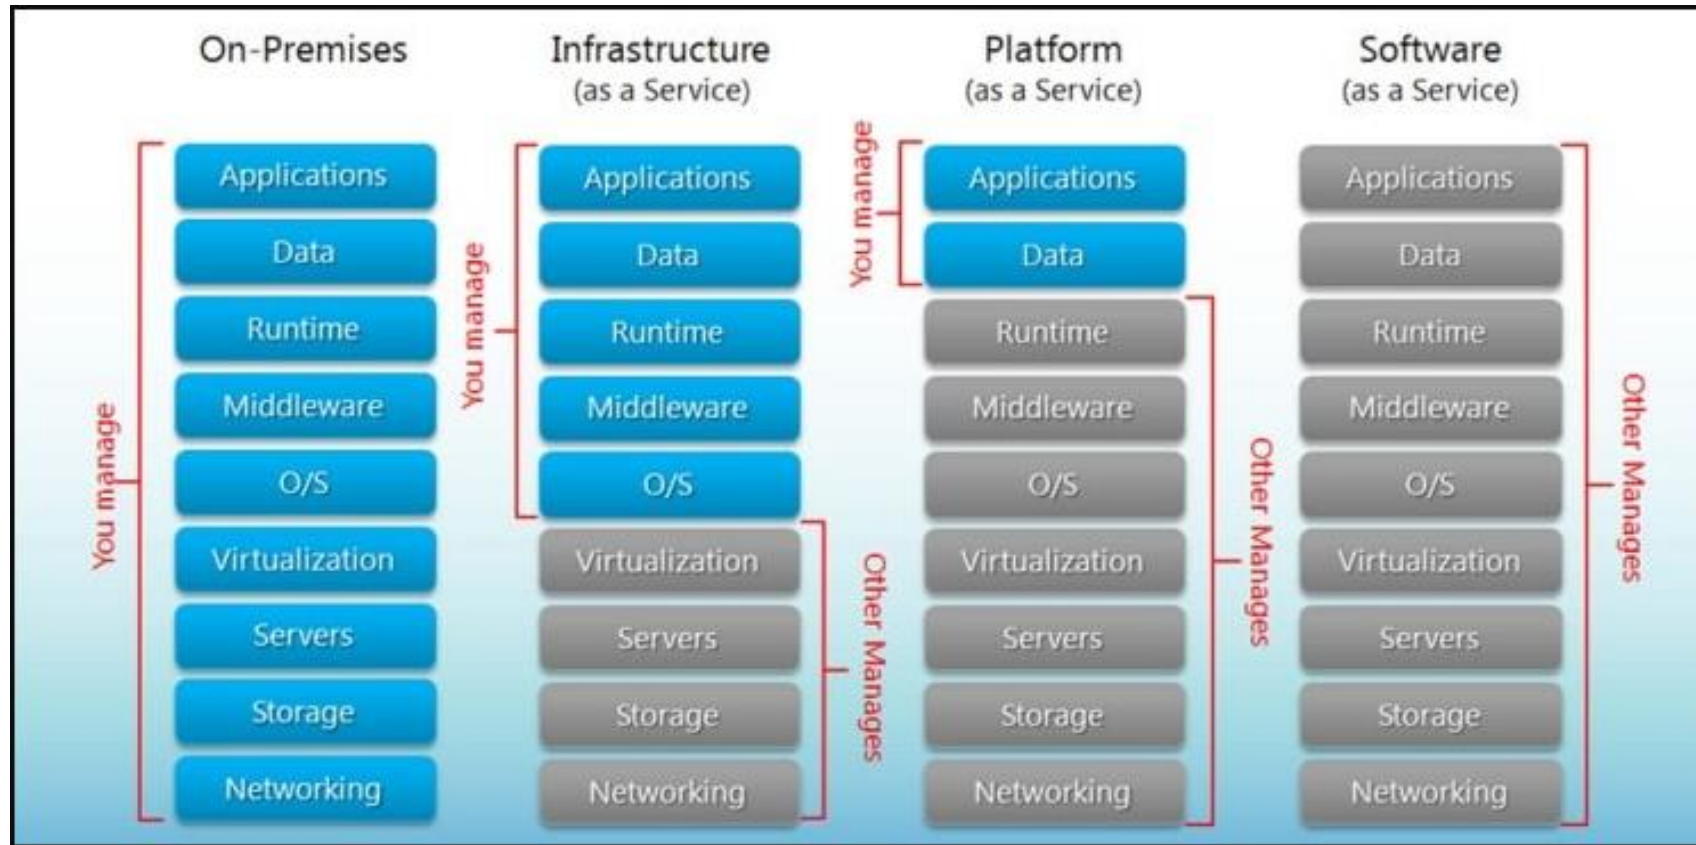 On-Premises
Infrastructure
(as a Service)
Platform
(as a Service)
Software
(as a Service)
You manage
Applications
Data
Runtime
Middleware
O/S
Virtualization
Servers
Storage
Networking
You manage
Applications
Data
Runtime
Middleware
O/S
Virtualization
Servers
Storage
Networking
Other Manages
You manage
Applications
Data
Runtime
Middleware
O/S
Virtualization
Servers
Storage
Networking
Other Manages
Applications
Data
Runtime
Middleware
O/S
Virtualization
Servers
Storage
Networking
Other Manages